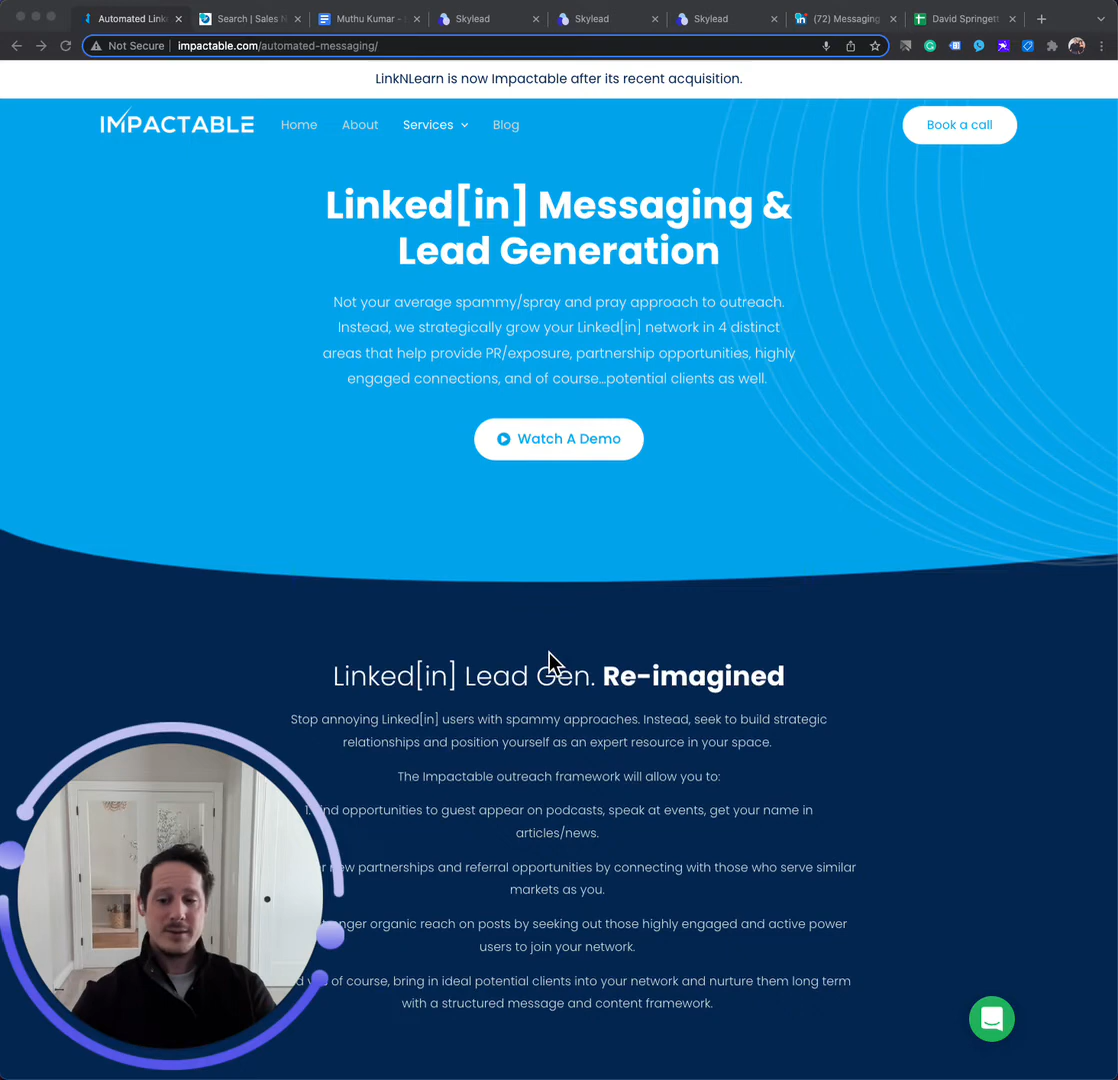 Automated Link
Search | Sales N
Muthu Kumar -
Skylead
Skylead
Skylead
(72) Messaging
David Springett
Not Secure
impactable.com/automated-messaging/
LinkNLearn is now Impactable after its recent acquisition.
IMPACTABLE
Home
About
Services
Blog
Book a call
Linked[in] Messaging &
Lead Generation
Not your average spammy/spray and pray approach to outreach.
Instead, we strategically grow your Linked[in] network in 4 distinct
areas that help provide PR/exposure, partnership opportunities, highly
engaged connections, and of course...potential clients as well.
Watch A Demo
Linked[in] Lead Gen. Re-imagined
Stop annoying Linked[in] users with spammy approaches. Instead, seek to build strategic
relationships and position yourself as an expert resource in your space.
The Impactable outreach framework will allow you to:
opportunities to guest appear on podcasts, speak at events, get your name in
articles/news.
new partnerships and referral opportunities by connecting with those who serve similar
markets as you.
organic reach on posts by seeking out those highly engaged and active power
users to join your network.
of course, bring in ideal potential clients into your network and nurture them long term
with a structured message and content framework.